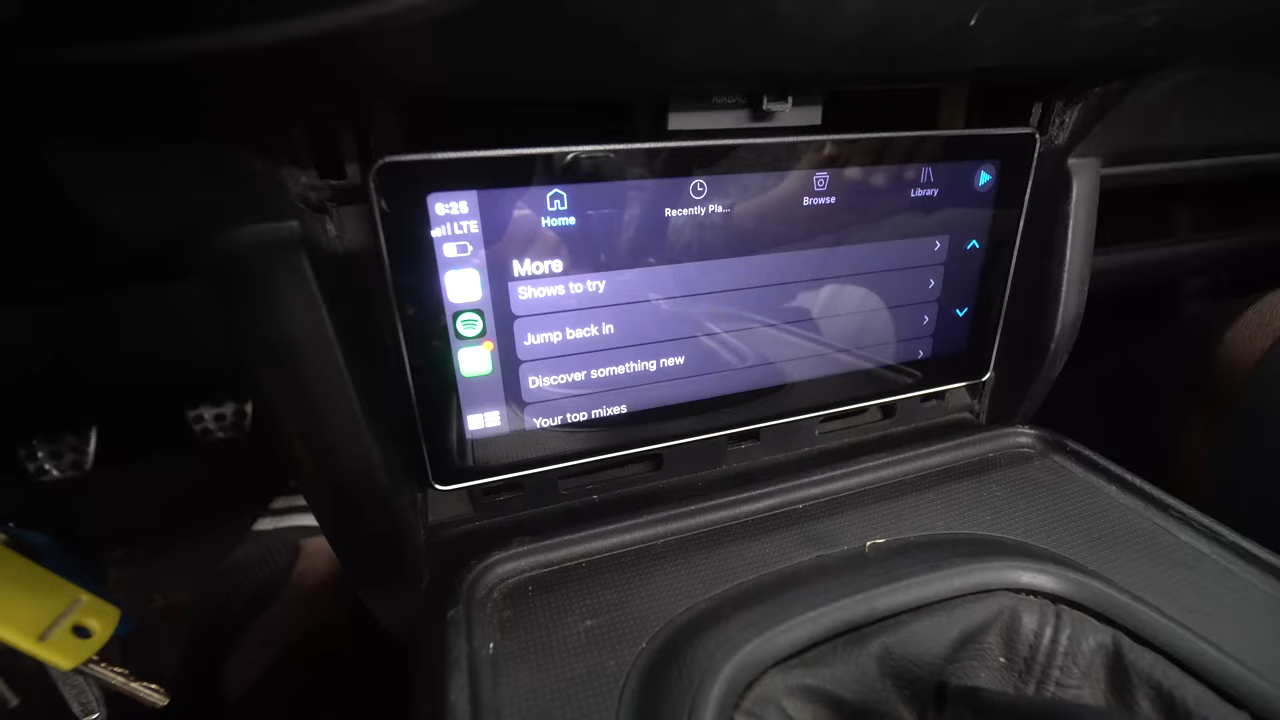 AIRBAG
6:25
LTE
Home
Recently Pla...
Browse
Library
More
Shows to try
Jump back in
Discover something new
Your top mixes